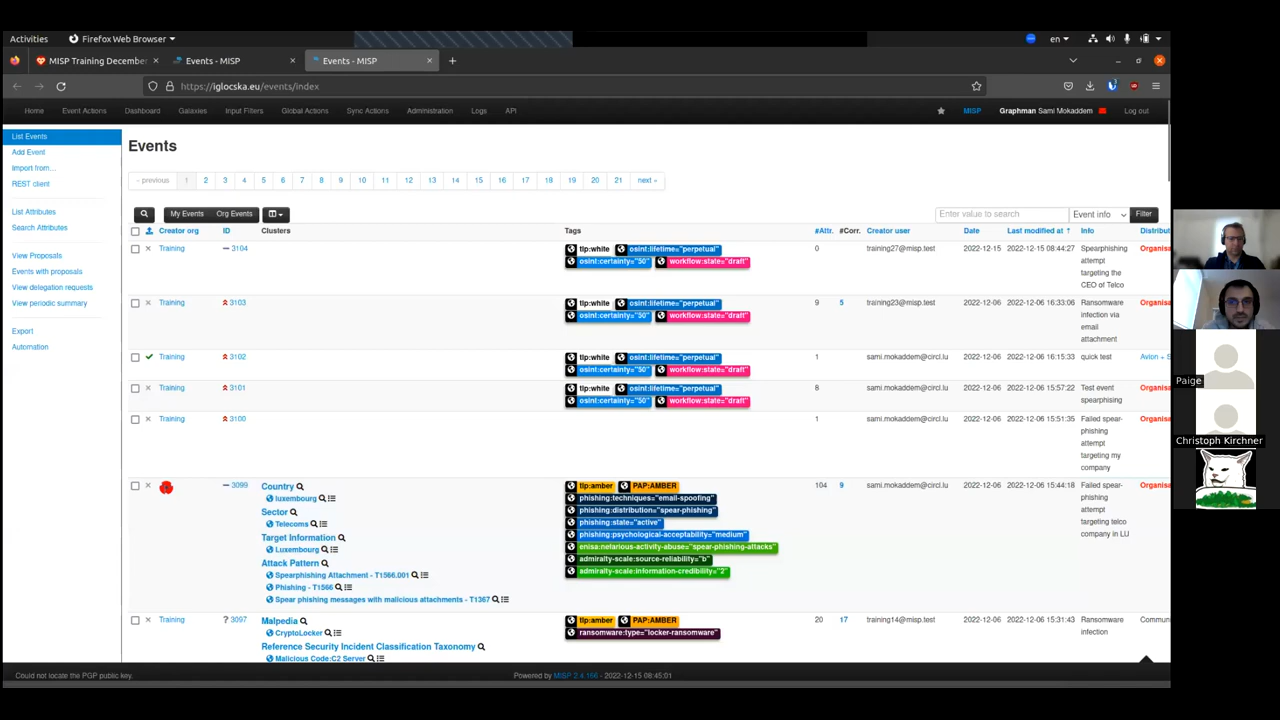 Activities
Firefox Web Browser
en
MISP Training December
Events - MISP
Events - MISP
https://iglocska.eu/events/index
Home
Event Actions
Dashboard
Galaxies
Input Filters
Global Actions
Sync Actions
Administration
Logs
API
MISP
Graphman Sami Mokaddem
Log out
List Events
Add Event
Import from...
REST client
List Attributes
Search Attributes
View Proposals
Events with proposals
View delegation requests
View periodic summary
Export
Automation
Events
« previous 1 2 3 4 5 6 7 8 9 10 11 12 13 14 15 16 17 18 19 20 21 next »
My Events
Org Events
Enter value to search
Event info
Filter
Creator org ID Clusters Tags #Attr. #Corr. Creator user Date Last modified at Info Distribut
Training 3104 tlp:white osint:lifetime="perpetual" 0 training27@misp.test 2022-12-15 2022-12-15 08:44:27 Spearphishing Organisa
osint:certainty="50" workflow:state="draft" attempt
targeting the
CEO of Telco
Training 3103 tlp:white osint:lifetime="perpetual" 9 5 training23@misp.test 2022-12-06 2022-12-06 16:33:06 Ransomware Organisa
osint:certainty="50" workflow:state="draft" infection via
email
attachment
Training 3102 tlp:white osint:lifetime="perpetual" 1 sami.mokaddem@circl.lu 2022-12-06 2022-12-06 16:15:33 quick test Avion + S
osint:certainty="50" workflow:state="draft"
Training 3101 tlp:white osint:lifetime="perpetual" 8 sami.mokaddem@circl.lu 2022-12-06 2022-12-06 15:57:22 Test event Organisa
osint:certainty="50" workflow:state="draft" spearphising
Training 3100 1 sami.mokaddem@circl.lu 2022-12-06 2022-12-06 15:51:35 Failed spear- Organisa
phishing
attempt
targeting my
company
3099 Country tlp:amber PAP:AMBER 104 9 sami.mokaddem@circl.lu 2022-12-06 2022-12-06 15:44:18 Failed spear- Organisa
luxembourg phishing:techniques="email-spoofing" phishing
Sector phishing:distribution="spear-phishing" attempt
Telecoms phishing:state="active" targeting telco
Target Information phishing:psychological-acceptability="medium" company in LU
Luxembourg enisa:nefarious-activity-abuse="spear-phishing-attacks"
Attack Pattern admiralty-scale:source-reliability="b"
Spearphishing Attachment - T1566.001 admiralty-scale:information-credibility="2"
Phishing - T1566
Spear phishing messages with malicious attachments - T1367
Training ? 3097 Malpedia tlp:amber PAP:AMBER 20 17 training14@misp.test 2022-12-06 2022-12-06 15:31:43 Ransomware Commun
CryptoLocker ransomware:type="locker-ransomware" infection
Reference Security Incident Classification Taxonomy
Malicious Code:C2 Server
Could not locate the PGP public key.
Powered by MISP 2.4.166 - 2022-12-15 08:45:01
Paige
Christoph Kirchner